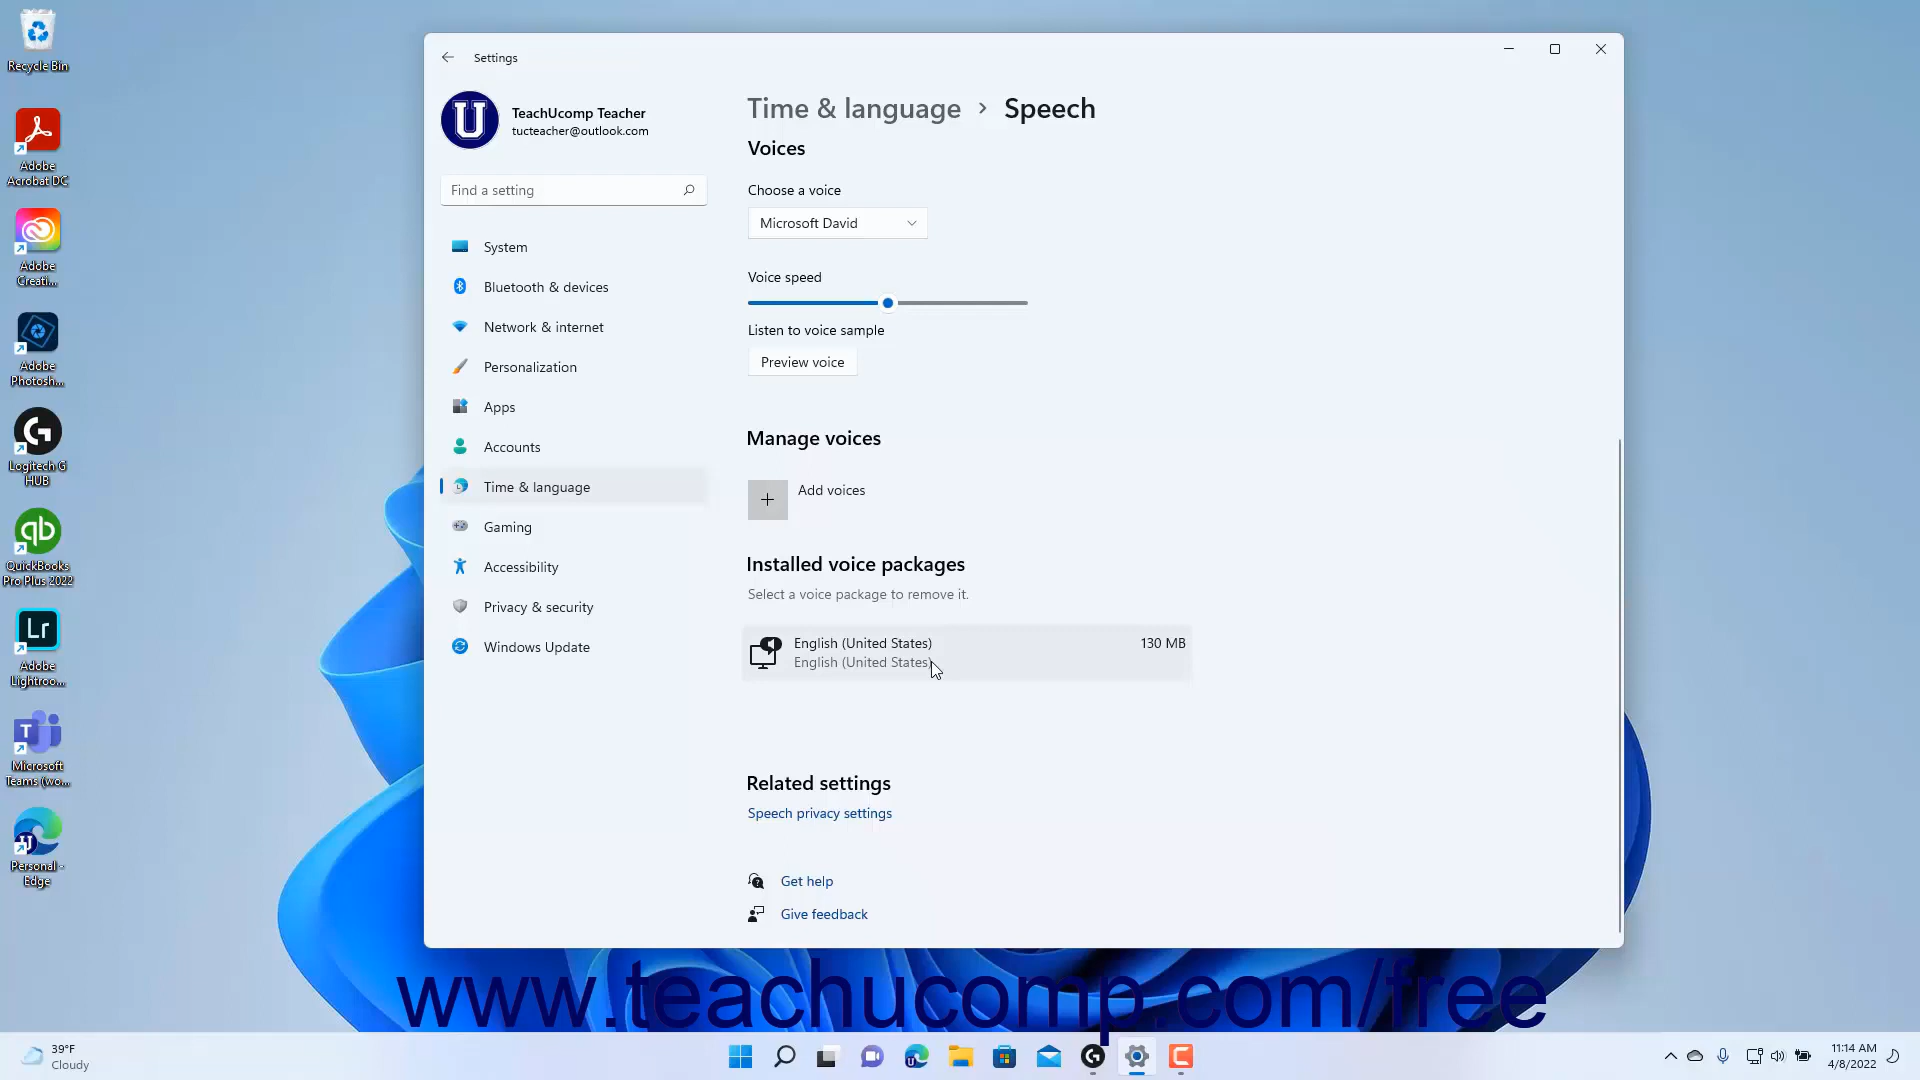 Recycle Bin
Adobe
Acrobat DC
Adobe
Creati...
Adobe
Photosh...
Logitech G
HUB
QuickBooks
Pro Plus 2022
Lr
Adobe
Lightroo...
Microsoft
Teams (wo...
Personal -
Edge
Settings
TeachUcomp Teacher
tucteacher@outlook.com
Find a setting
System
Bluetooth & devices
Network & internet
Personalization
Apps
Accounts
Time & language
Gaming
Accessibility
Privacy & security
Windows Update
Time & language > Speech
Voices
Choose a voice
Microsoft David
Voice speed
Listen to voice sample
Preview voice
Manage voices
Add voices
Installed voice packages
Select a voice package to remove it.
English (United States) 130 MB
English (United States)
Related settings
Speech privacy settings
Get help
Give feedback
www.teachucomp.com/free
39°F
Cloudy
11:14 AM
4/8/2022